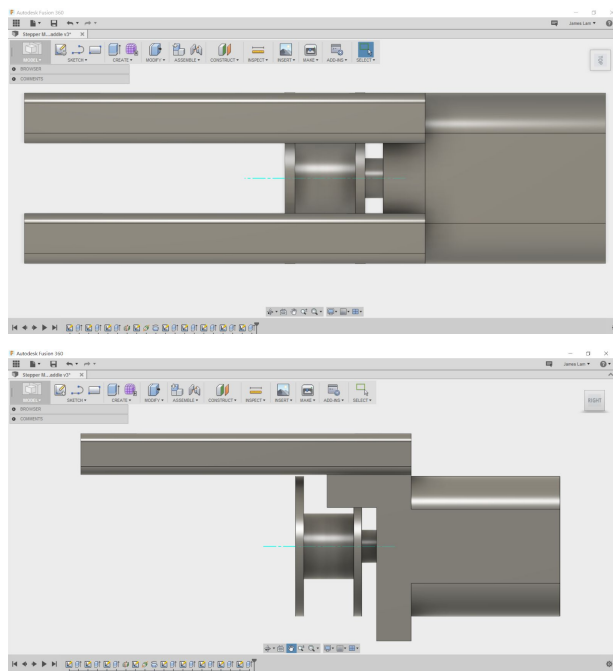 Autodesk Fusion 360
James Lam
Stepper M...addle v3*
MODEL SKETCH CREATE MODIFY ASSEMBLE CONSTRUCT INSPECT INSERT MAKE ADD-INS SELECT
BROWSER
COMMENTS
Autodesk Fusion 360
James Lam
Stepper M...addle v3*
MODEL SKETCH CREATE MODIFY ASSEMBLE CONSTRUCT INSPECT INSERT MAKE ADD-INS SELECT
BROWSER
RIGHT
COMMENTS